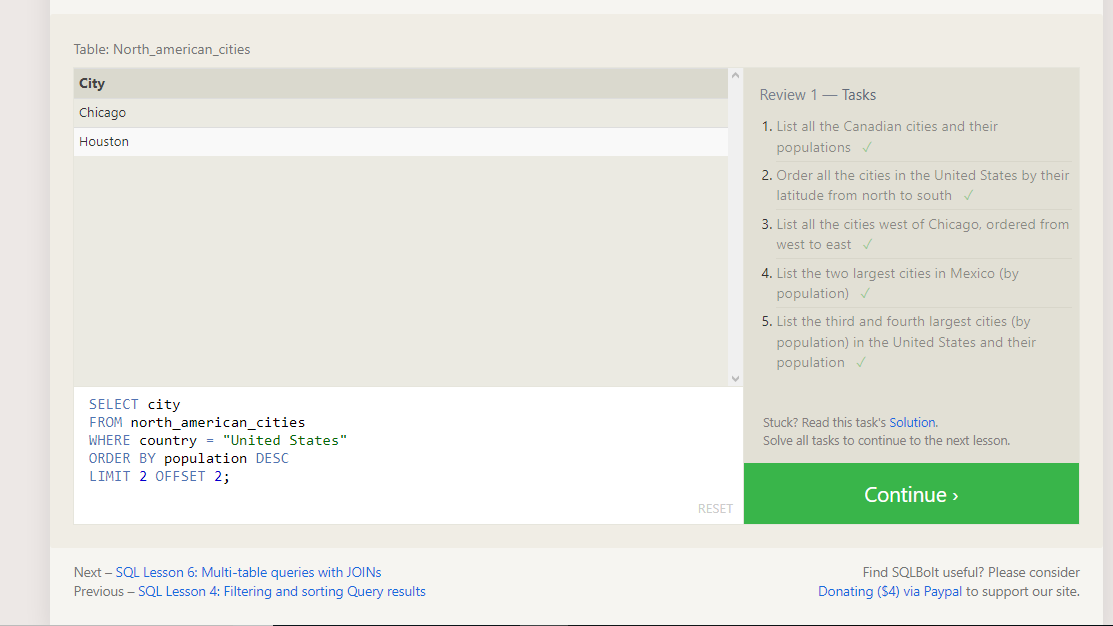 Table: North_american_cities
City
Chicago
Houston
SELECT city
FROM north_american_cities
WHERE country = "United States"
ORDER BY population DESC
LIMIT 2 OFFSET 2;
RESET
Review 1 — Tasks
1. List all the Canadian cities and their
populations ✓
2. Order all the cities in the United States by their
latitude from north to south ✓
3. List all the cities west of Chicago, ordered from
west to east ✓
4. List the two largest cities in Mexico (by
population) ✓
5. List the third and fourth largest cities (by
population) in the United States and their
population ✓
Stuck? Read this task's Solution.
Solve all tasks to continue to the next lesson.
Continue ›
Next – SQL Lesson 6: Multi-table queries with JOINs
Previous – SQL Lesson 4: Filtering and sorting Query results
Find SQLBolt useful? Please consider
Donating ($4) via Paypal to support our site.